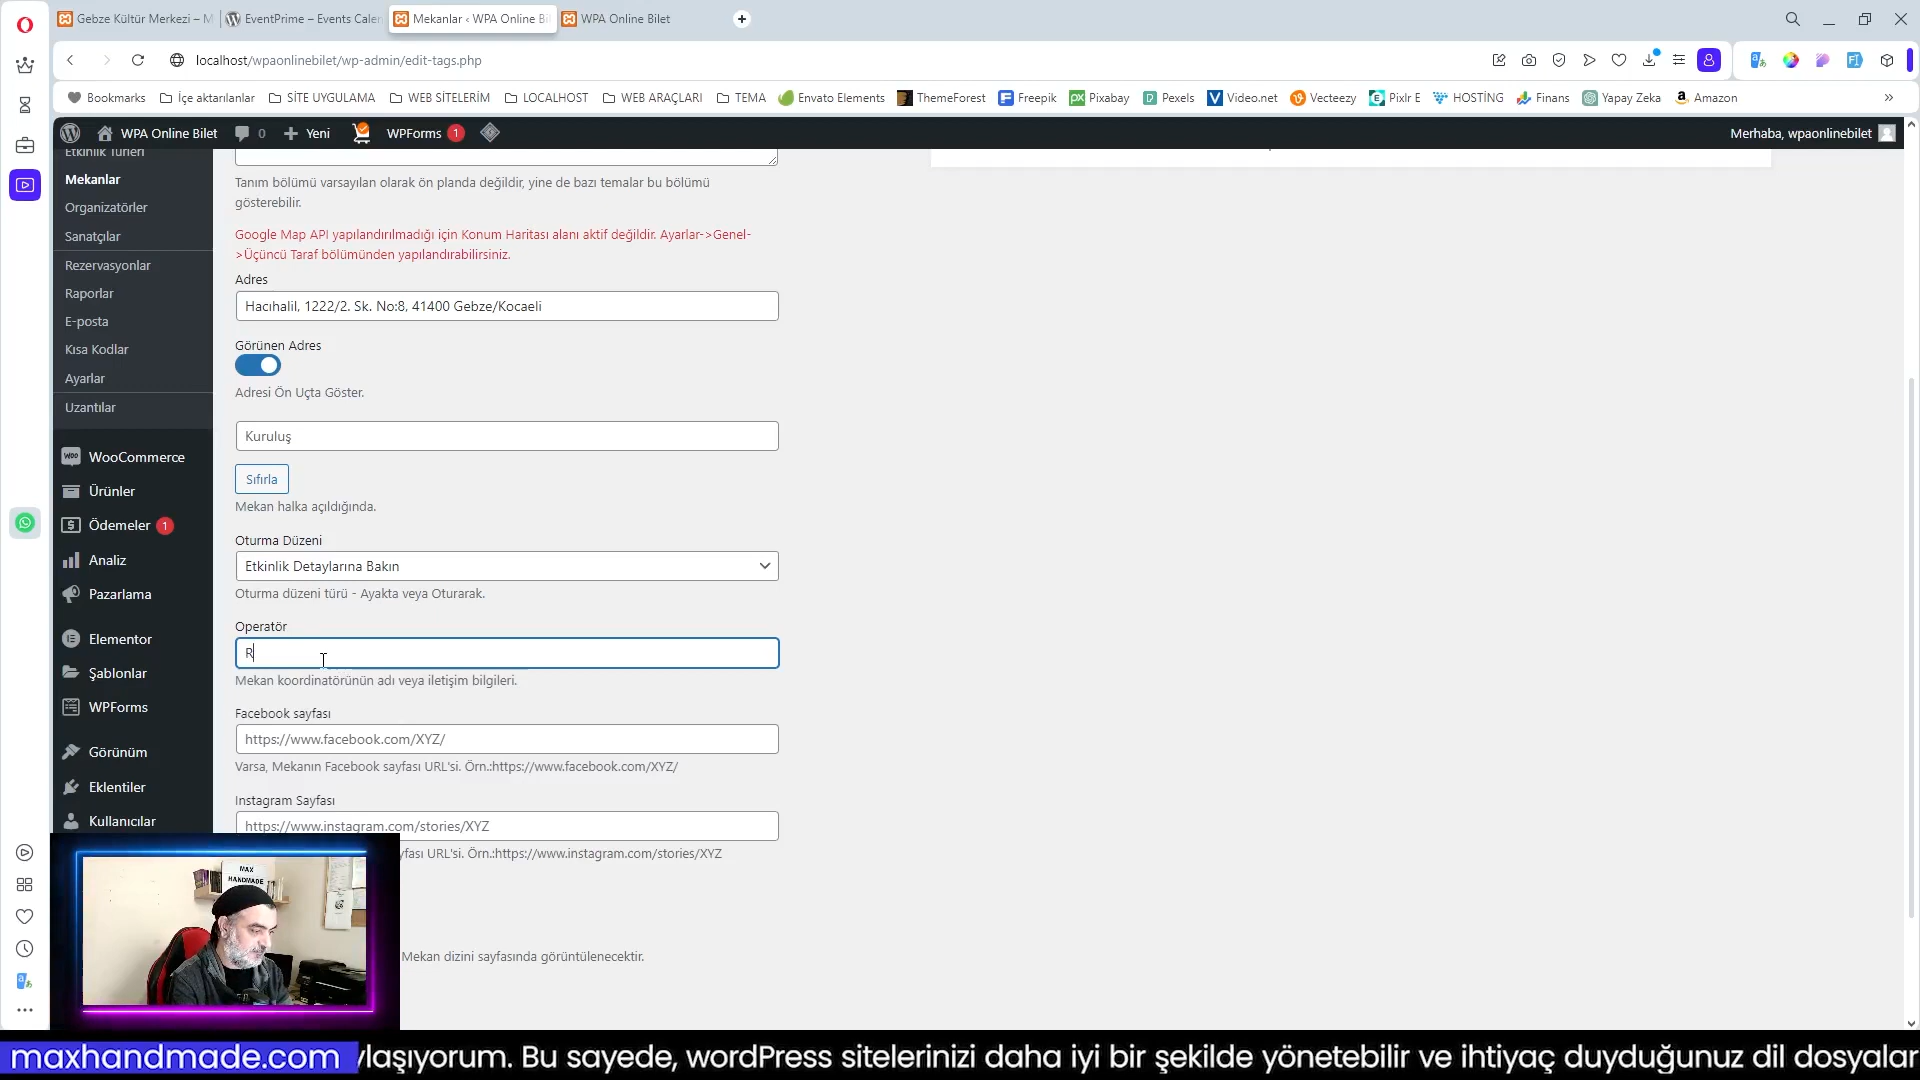 Gebze Kültür Merkezi – M
EventPrime – Events Calen
Mekanlar ‹ WPA Online Bi
WPA Online Bilet
localhost/wpaonlinebilet/wp-admin/edit-tags.php
Bookmarks
İçe aktarılanlar
SİTE UYGULAMA
WEB SİTELERİM
LOCALHOST
WEB ARAÇLARI
TEMA
Envato Elements
ThemeForest
Freepik
Pixabay
Pexels
Video.net
Vecteezy
Pixlr E
HOSTİNG
Finans
Yapay Zeka
Amazon
WPA Online Bilet
0
Yeni
WPForms 1
Merhaba, wpaonlinebilet
Etkinlik Türleri
Mekanlar
Organizatörler
Sanatçılar
Rezervasyonlar
Raporlar
E-posta
Kısa Kodlar
Ayarlar
Uzantılar
WooCommerce
Ürünler
Ödemeler 1
Analiz
Pazarlama
Elementor
Şablonlar
WPForms
Görünüm
Eklentiler
Kullanıcılar
Tanım bölümü varsayılan olarak ön planda değildir, yine de bazı temalar bu bölümü
gösterebilir.
Google Map API yapılandırılmadığı için Konum Haritası alanı aktif değildir. Ayarlar->Genel-
>Üçüncü Taraf bölümünden yapılandırabilirsiniz.
Adres
Hacıhalil, 1222/2. Sk. No:8, 41400 Gebze/Kocaeli
Görünen Adres
Adresi Ön Uçta Göster.
Kuruluş
Sıfırla
Mekan halka açıldığında.
Oturma Düzeni
Etkinlik Detaylarına Bakın
Oturma düzeni türü - Ayakta veya Oturarak.
Operatör
R
Mekan koordinatörünün adı veya iletişim bilgileri.
Facebook sayfası
https://www.facebook.com/XYZ/
Varsa, Mekanın Facebook sayfası URL'si. Örn.:https://www.facebook.com/XYZ/
Instagram Sayfası
https://www.instagram.com/stories/XYZ
yfası URL'si. Örn.:https://www.instagram.com/stories/XYZ
Mekan dizini sayfasında görüntülenecektir.
MAX
HANDMADE
maxhandmade.com
ylaşıyorum. Bu sayede, wordPress sitelerinizi daha iyi bir şekilde yönetebilir ve ihtiyaç duyduğunuz dil dosyalar